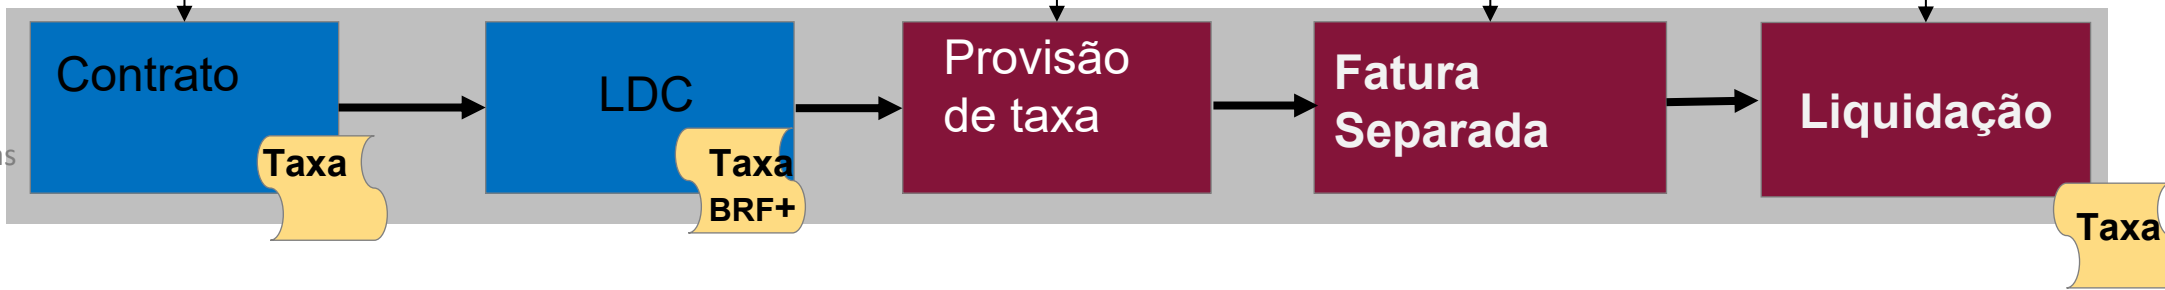 Contrato
Taxa
LDC
Taxa
BRF+
Provisão
de taxa
Fatura
Separada
Liquidação
Taxa